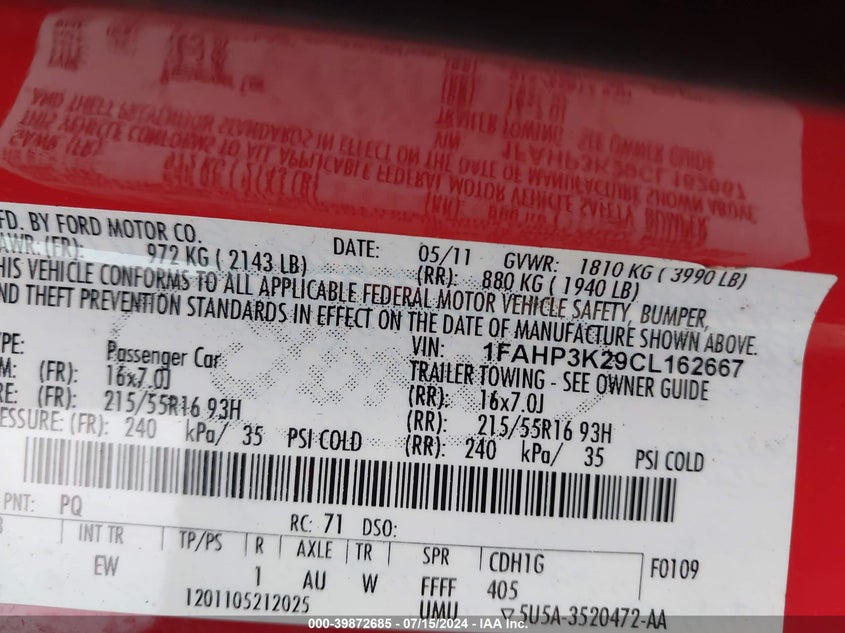 FD. BY FORD MOTOR CO. DATE: 05/11 GVWR: 1810 KG ( 3990 LB)
AWR: (FR): 972 KG ( 2143 LB) (RR): 880 KG ( 1940 LB)
HIS VEHICLE CONFORMS TO ALL APPLICABLE FEDERAL MOTOR VEHICLE SAFETY, BUMPER,
ND THEFT PREVENTION STANDARDS IN EFFECT ON THE DATE OF MANUFACTURE SHOWN ABOVE.
VIN: 1FAHP3K29CL162667
YPE: Passenger Car TRAILER TOWING - SEE OWNER GUIDE
M: (FR): 16x7.0J (RR): 16x7.0J
RE: (FR): 215/55R16 93H (RR): 215/55R16 93H
ESSURE: (FR): 240 kPa/ 35 PSI COLD (RR): 240 kPa/ 35 PSI COLD
PNT: PQ RC: 71 DSO:
INT TR TP/PS R AXLE TR SPR CDH1G F0109
EW 1 AU W FFFF 405
1201105212025 UMU ▽5U5A-3520472-AA
000-39872685 - 07/15/2024 - IAA Inc.